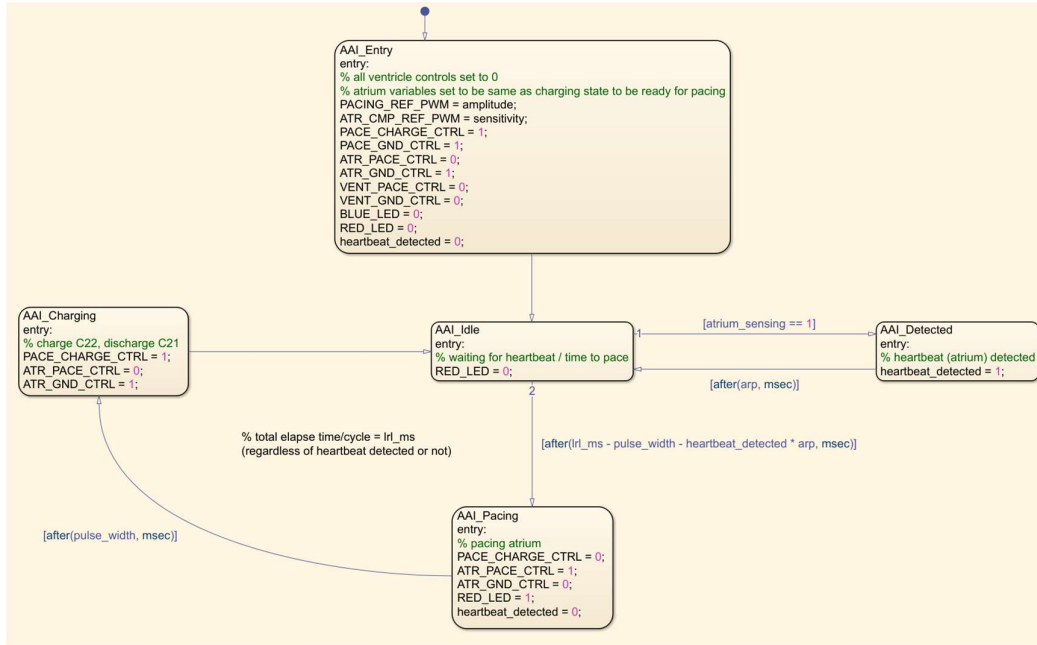 AAI_Entry
entry:
% all ventricle controls set to 0
% atrium variables set to be same as charging state to be ready for pacing
PACING_REF_PWM = amplitude;
ATR_CMP_REF_PWM = sensitivity;
PACE_CHARGE_CTRL = 1;
PACE_GND_CTRL = 1;
ATR_PACE_CTRL = 0;
ATR_GND_CTRL = 1;
VENT_PACE_CTRL = 0;
VENT_GND_CTRL = 0;
BLUE_LED = 0;
RED_LED = 0;
heartbeat_detected = 0;
AAI_Charging
entry:
% charge C22, discharge C21
PACE_CHARGE_CTRL = 1;
ATR_PACE_CTRL = 0;
ATR_GND_CTRL = 1;
AAI_Idle
entry:
% waiting for heartbeat / time to pace
RED_LED = 0;
1
[atrium_sensing == 1]
AAI_Detected
entry:
% heartbeat (atrium) detected
heartbeat_detected = 1;
[after(arp, msec)]
2
% total elapse time/cycle = lrl_ms
(regardless of heartbeat detected or not)
[after(lrl_ms - pulse_width - heartbeat_detected * arp, msec)]
AAI_Pacing
entry:
% pacing atrium
PACE_CHARGE_CTRL = 0;
ATR_PACE_CTRL = 1;
ATR_GND_CTRL = 0;
RED_LED = 1;
heartbeat_detected = 0;
[after(pulse_width, msec)]